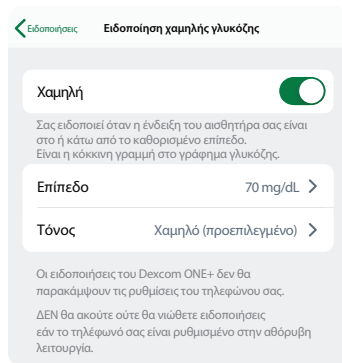 Ειδοποιήσεις Ειδοποίηση χαμηλής γλυκόζης
Χαμηλή
Σας ειδοποιεί όταν η ένδειξη του αισθητήρα σας είναι
στο ή κάτω από το καθορισμένο επίπεδο.
Είναι η κόκκινη γραμμή στο γράφημα γλυκόζης.
Επίπεδο 70 mg/dL
Τόνος Χαμηλό (προεπιλεγμένο)
Οι ειδοποιήσεις του Dexcom ONE+ δεν θα
παρακάμψουν τις ρυθμίσεις του τηλεφώνου σας.
ΔΕΝ θα ακούτε ούτε θα νιώθετε ειδοποιήσεις
εάν το τηλέφωνό σας είναι ρυθμισμένο στην αθόρυβη
λειτουργία.